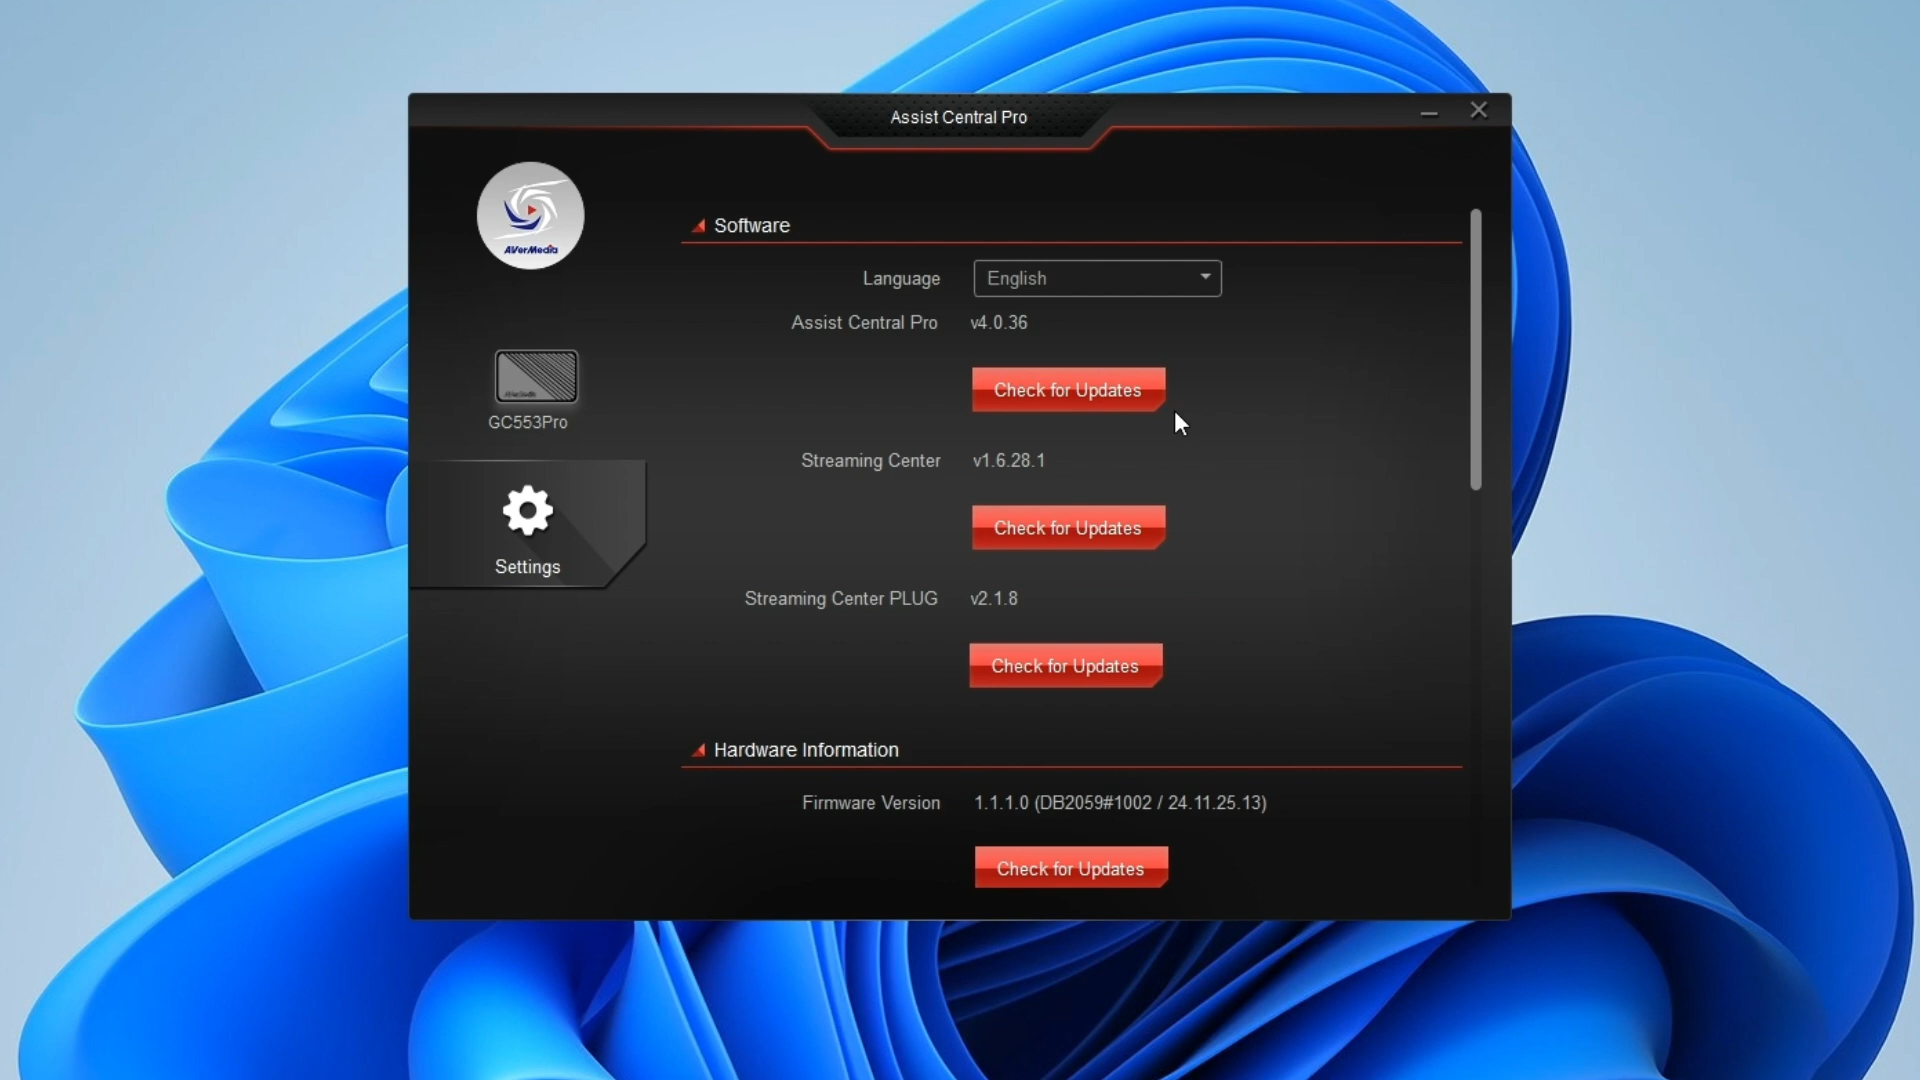 Assist Central Pro
AVerMedia
Software
Language English
Assist Central Pro v4.0.36
Check for Updates
GC553Pro
Streaming Center v1.6.28.1
Check for Updates
Settings
Streaming Center PLUG v2.1.8
Check for Updates
Hardware Information
Firmware Version 1.1.1.0 (DB2059#1002 / 24.11.25.13)
Check for Updates